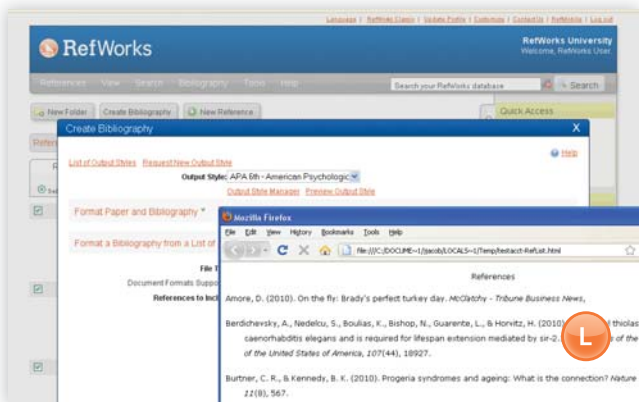 Language | RefWorks Classic | Update Profile | Customize | Contact Us | RefMobile | Log out
RefWorks
RefWorks University
Welcome, RefWorks User.
References View Search Bibliography Tools Help
Search your RefWorks database
Search
New Folder
Create Bibliography
New Reference
Quick Access
Create Bibliography
X
Help
List of Output Styles Request New Output Style
Output Style: APA 6th - American Psychologic
Output Style Manager Preview Output Style
Format Paper and Bibliography
Format a Bibliography from a List of
File T
Document Formats Suppo
References to Incl
Mozilla Firefox
File Edit View History Bookmarks Tools Help
file:///C:/DOCUME~1/jjacob/LOCALS~1/Temp/testacct-RefList.html
References
Amore, D. (2010). On the fly: Brady's perfect turkey day. McClatchy - Tribune Business News,
Berdichevsky, A., Nedelcu, S., Boulias, K., Bishop, N., Guarente, L., & Horvitz, H. (2010) thiolas
caenorhabditis elegans and is required for lifespan extension mediated by sir-2. of the
of the United States of America, 107(44), 18927.
Burtner, C. R., & Kennedy, B. K. (2010). Progeria syndromes and ageing: What is the connection? Nature
11(8), 567.
L